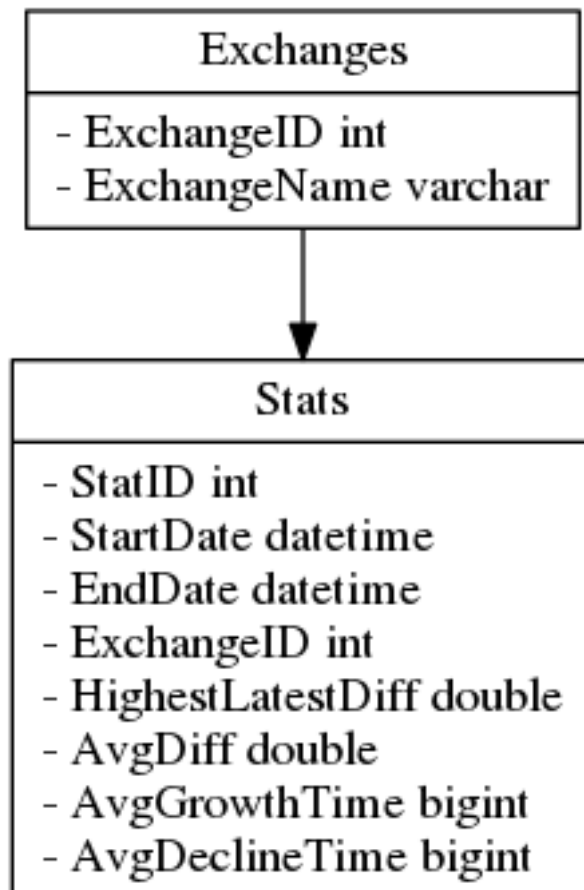 Exchanges
- ExchangeID int
- ExchangeName varchar
Stats
- StatID int
- StartDate datetime
- EndDate datetime
- ExchangeID int
- HighestLatestDiff double
- AvgDiff double
- AvgGrowthTime bigint
- AvgDeclineTime bigint